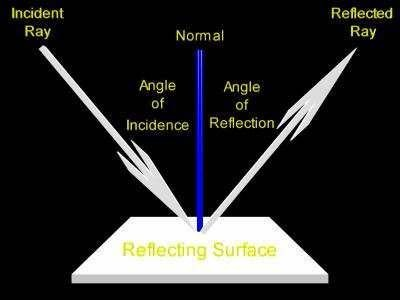 Incident
Ray
Normal
Reflected
Ray
Angle
of
Incidence
Angle
of
Reflection
Reflecting Surface